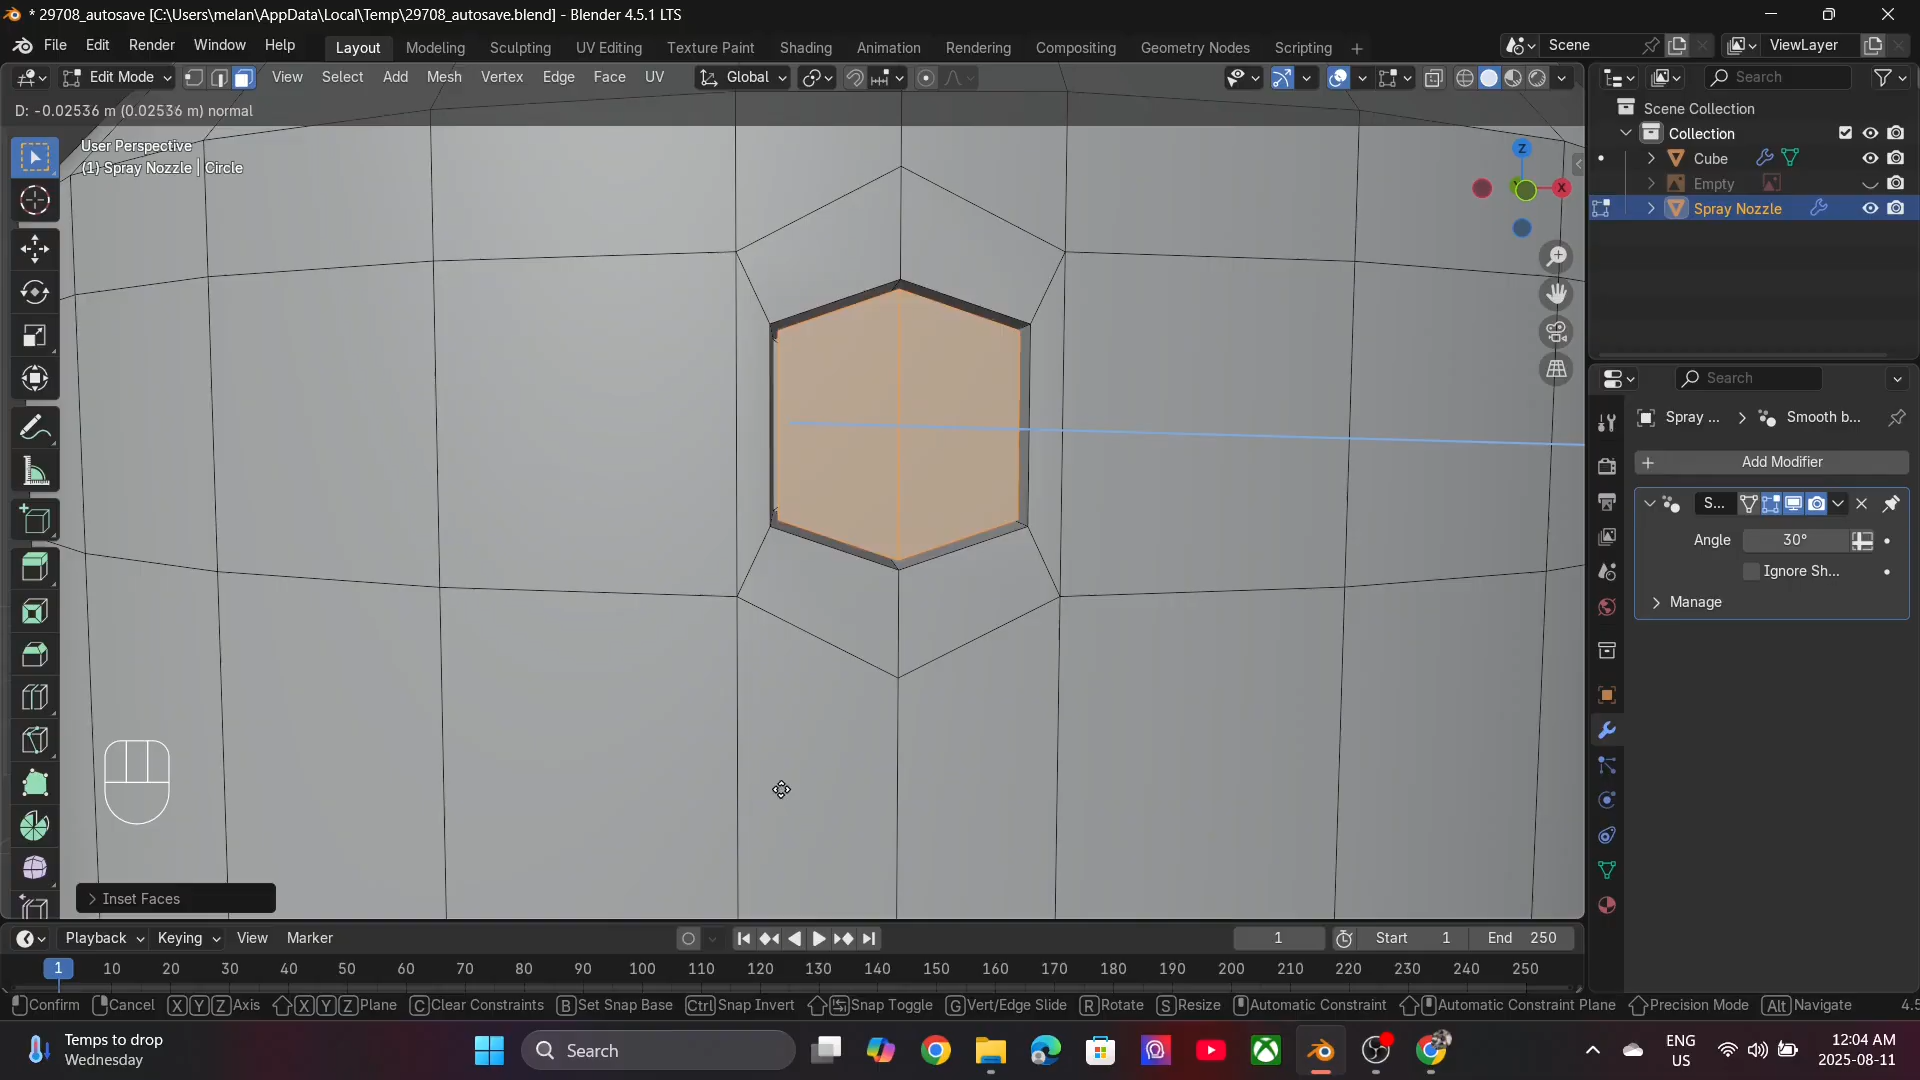 * 29708_autosave [C:\Users\melan\AppData\Local\Temp\29708_autosave.blend] - Blender 4.5.1 LTS
File Edit Render Window Help Layout Modeling Sculpting UV Editing Texture Paint Shading Animation Rendering Compositing Geometry Nodes Scripting Scene ViewLayer
Edit Mode View Select Add Mesh Vertex Edge Face UV Global Search
D: -0.02536 m (0.02536 m) normal
Scene Collection
Collection
User Perspective
(1) Spray Nozzle | Circle
Z
X
Cube
Empty
Spray Nozzle
Search
Spray ... Smooth b...
Add Modifier
S...
Angle 30°
Ignore Sh...
Manage
Inset Faces
Playback Keying View Marker 1 Start 1 End 250
1 10 20 30 40 50 60 70 80 90 100 110 120 130 140 150 160 170 180 190 200 210 220 230 240 250
Confirm Cancel X Y Z Axis X Y Z Plane C Clear Constraints B Set Snap Base Ctrl Snap Invert Snap Toggle G Vert/Edge Slide R Rotate S Resize Automatic Constraint Automatic Constraint Plane Precision Mode Alt Navigate 4.5
Temps to drop
Wednesday
Search
ENG
US
12:04 AM
2025-08-11